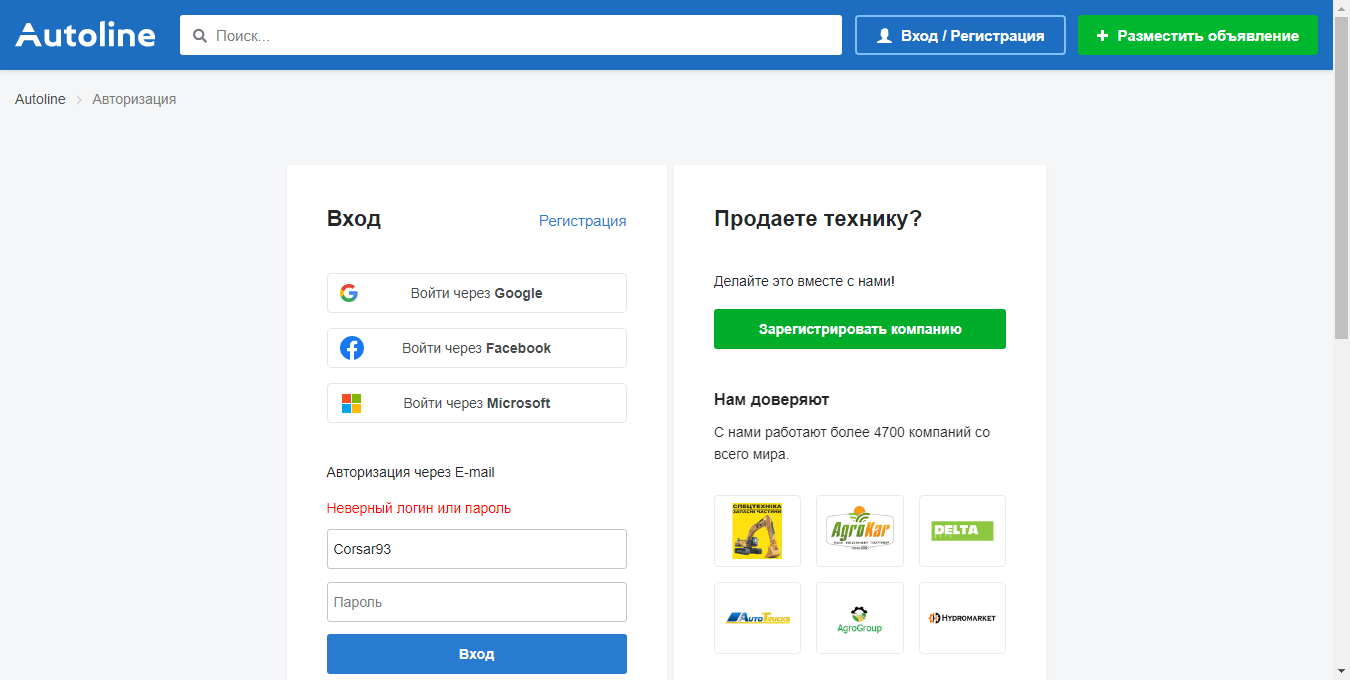 Autoline
Поиск...
Вход / Регистрация
Разместить объявление
Autoline
Авторизация
Вход
Регистрация
Войти через Google
Войти через Facebook
Войти через Microsoft
Авторизация через E-mail
Неверный логин или пароль
Corsar93
Пароль
Вход
Продаете технику?
Делайте это вместе с нами!
Зарегистрировать компанию
Нам доверяют
С нами работают более 4700 компаний со
всего мира.
СПЕЦТЕХНІКА
ЗАПАСНІ ЧАСТИНИ
AgroKar
DELTA
AUTOTRUCKS
AgroGroup
HYDROMARKET